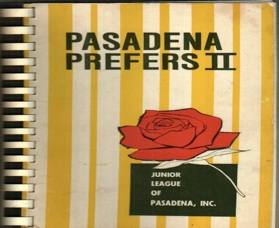 PASADENA
PREFERS II
JUNIOR
LEAGUE
OF
PASADENA, INC.